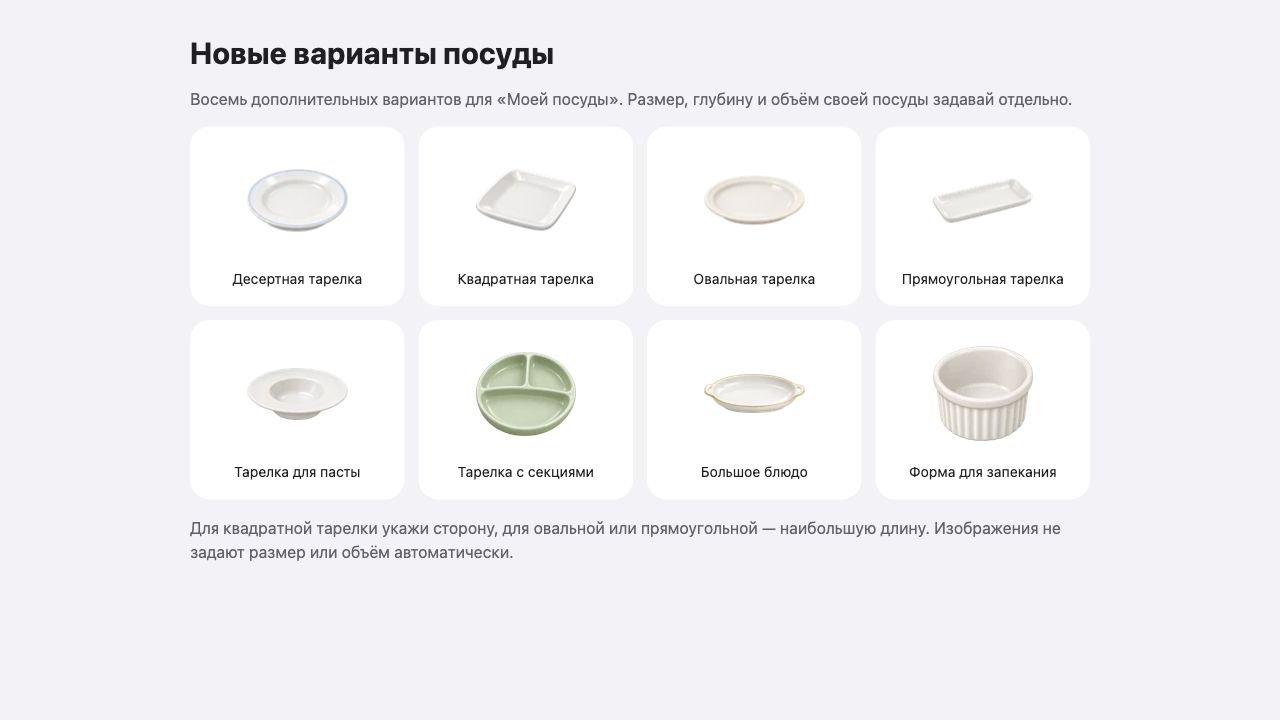 Новые варианты посуды
Восемь дополнительных вариантов для «Моей посуды». Размер, глубину и объём своей посуды задавай отдельно.
Десертная тарелка
Квадратная тарелка
Овальная тарелка
Прямоугольная тарелка
Тарелка для пасты
Тарелка с секциями
Большое блюдо
Форма для запекания
Для квадратной тарелки укажи сторону, для овальной или прямоугольной — наибольшую длину. Изображения не
задают размер или объём автоматически.